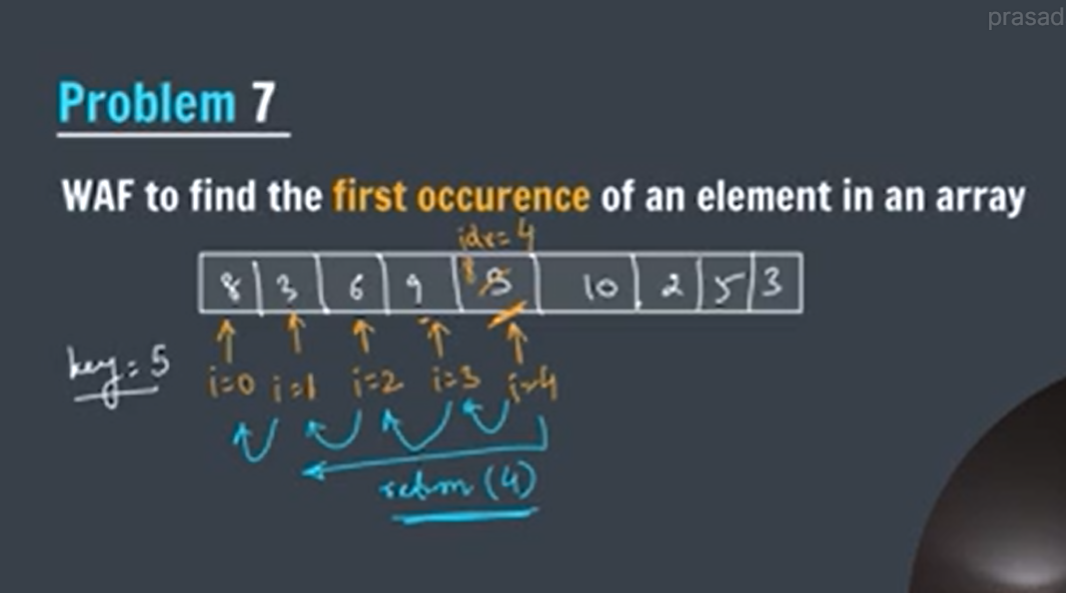 prasad
Problem 7
WAF to find the first occurence of an element in an array
idx=4
8 3 6 9 5 10 2 5 3
key=5
i=0 i=1 i=2 i=3 i=4
return (4)